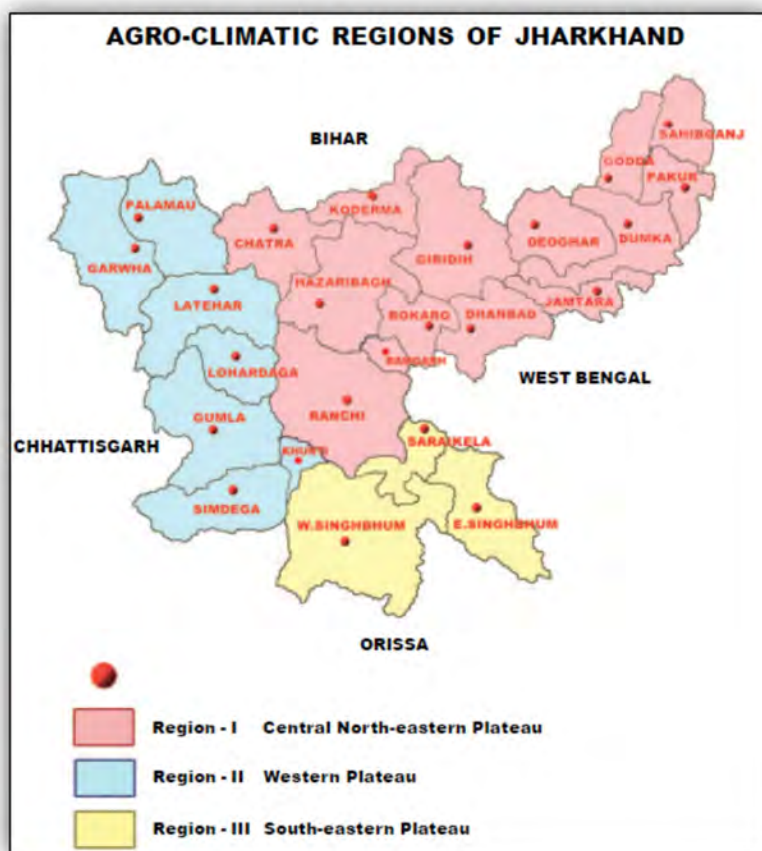 AGRO-CLIMATIC REGIONS OF JHARKHAND
BIHAR
SAHIBGANJ
GODDA
PAKUR
PALAMAU
KODERMA
CHATRA
DEOGHAR
DUMKA
GARWHA
GIRIDIH
HAZARIBAGH
LATEHAR
JAMTARA
BOKARO
DHANBAD
RAMGARH
LOHARDAGA
WEST BENGAL
RANCHI
GUMLA
SARAIKELA
CHHATTISGARH
SIMDEGA
W.SINGHBHUM
E.SINGHBHUM
ORISSA
Region - I Central North-eastern Plateau
Region - II Western Plateau
Region - III South-eastern Plateau